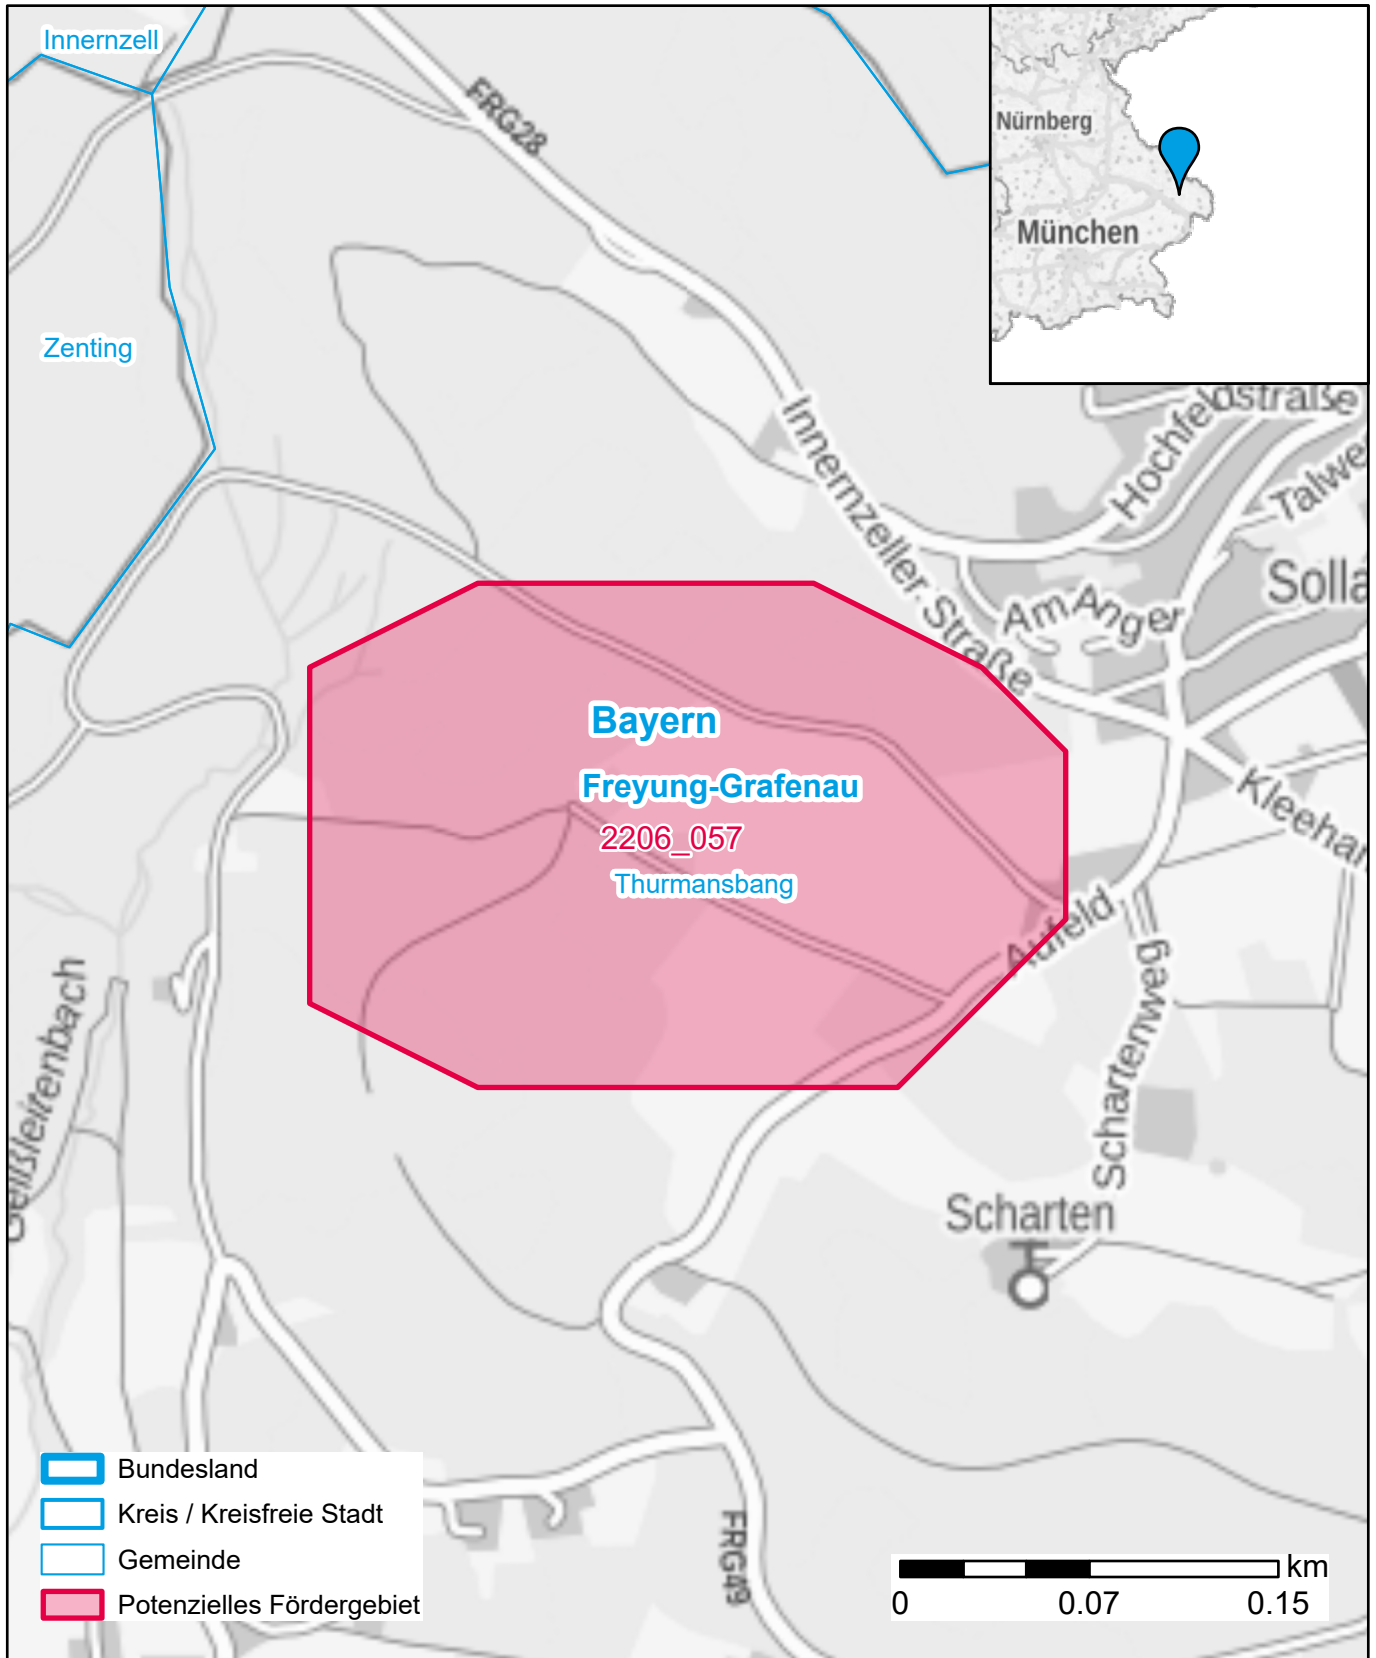 Innernzell
FRG28
Nürnberg
München
Zenting
Innernzeller Straße
Hochfeldstraße
Talwe
Solla
Am Anger
Bayern
Freyung-Grafenau
2206_057
Thurmansbang
Kleehar
Aufeld
Schartenweg
Geißleitenbach
Scharten
FRG49
Bundesland
Kreis / Kreisfreie Stadt
Gemeinde
Potenzielles Fördergebiet
km
0 0.07 0.15